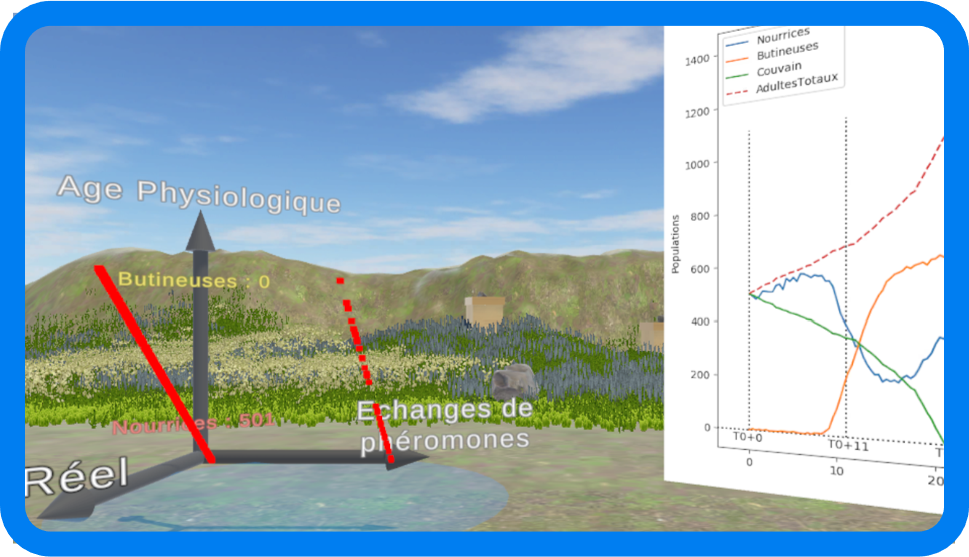 Age Physiologique
Butineuses : 0
Nourrices : 501
Echanges de
phéromones
Réel
Nourrices
Butineuses
Couvain
AdultesTotaux
1400
1200
1000
800
600
400
200
0
Populations
T0+0
T0+11
T
0
10
20